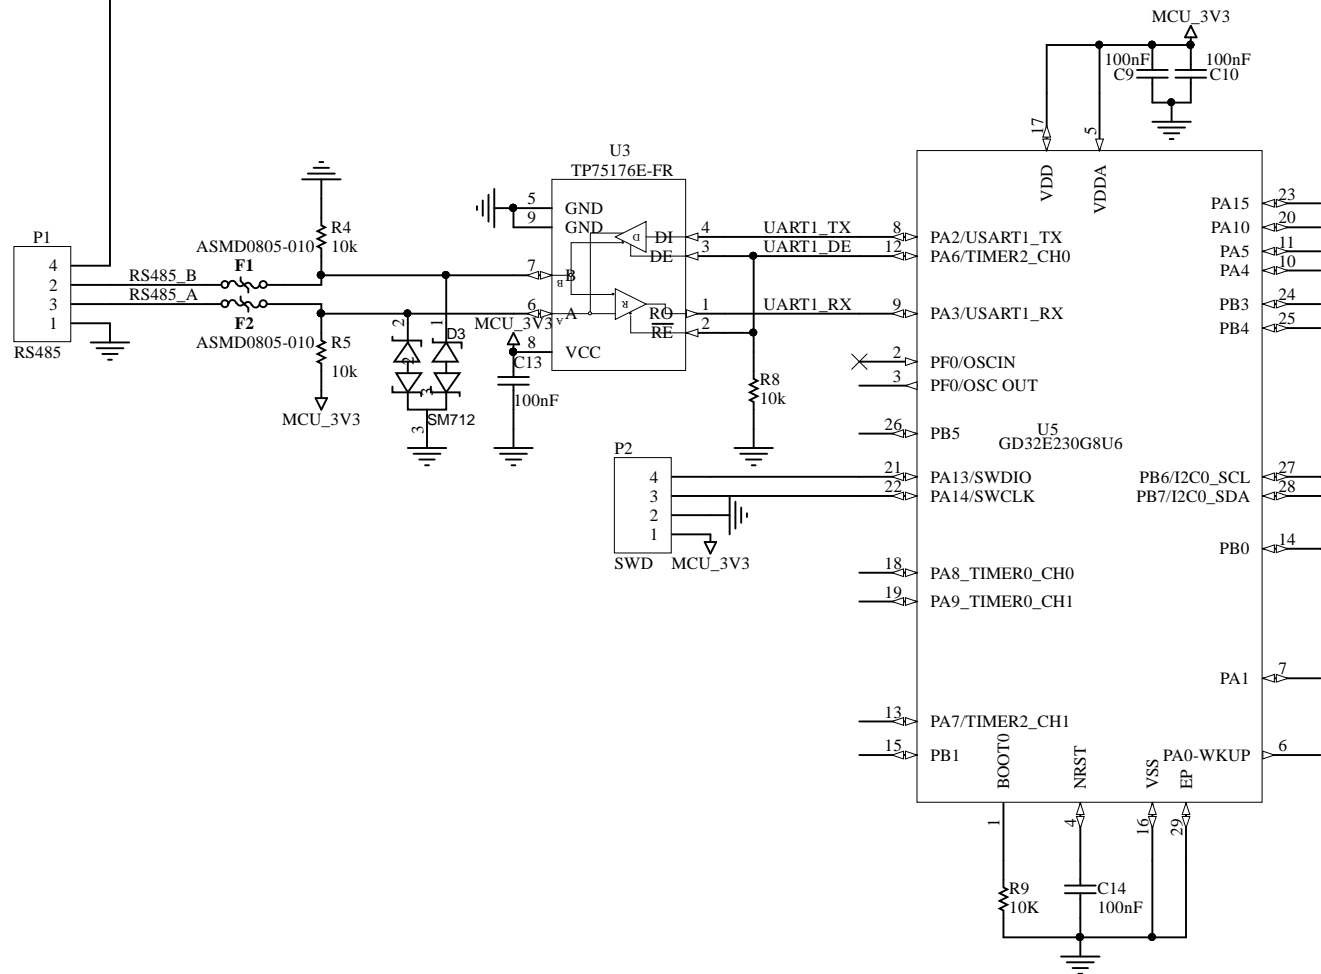 MCU_3V3
100nF
C9
100nF
C10
17
5
VDD
VDDA
U3
TP75176E-FR
5
GND
9
GND
4
DI
UART1_TX
8
PA2/USART1_TX
3
DE
UART1_DE
12
PA6/TIMER2_CH0
D
7
B
B
6
A
A
R
1
RO
UART1_RX
9
PA3/USART1_RX
2
RE
MCU_3V3
8
VCC
C13
100nF
R4
10k
P1
4
2
3
1
RS485
RS485_B
RS485_A
ASMD0805-010
F1
F2
ASMD0805-010
R5
10k
MCU_3V3
2
1
D3
2
3
3
SM712
R8
10k
2
PF0/OSCIN
3
PF0/OSC OUT
26
PB5
U5
GD32E230G8U6
P2
4
3
2
1
SWD
MCU_3V3
21
PA13/SWDIO
22
PA14/SWCLK
18
PA8_TIMER0_CH0
19
PA9_TIMER0_CH1
13
PA7/TIMER2_CH1
15
PB1
PA15
23
PA10
20
PA5
11
PA4
10
PB3
24
PB4
25
PB6/I2C0_SCL
27
PB7/I2C0_SDA
28
PB0
14
PA1
7
PA0-WKUP
6
BOOT0
NRST
VSS
EP
1
4
16
29
R9
10K
C14
100nF